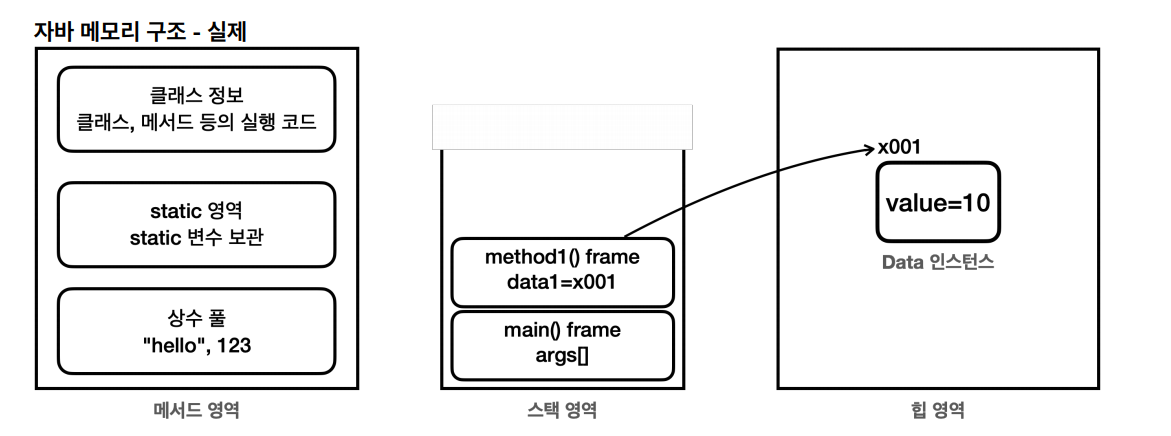 자바 메모리 구조 - 실제
클래스 정보
클래스, 메서드 등의 실행 코드
static 영역
static 변수 보관
상수 풀
"hello", 123
메서드 영역
method1() frame
data1=x001
main() frame
args[]
스택 영역
x001
value=10
Data 인스턴스
힙 영역